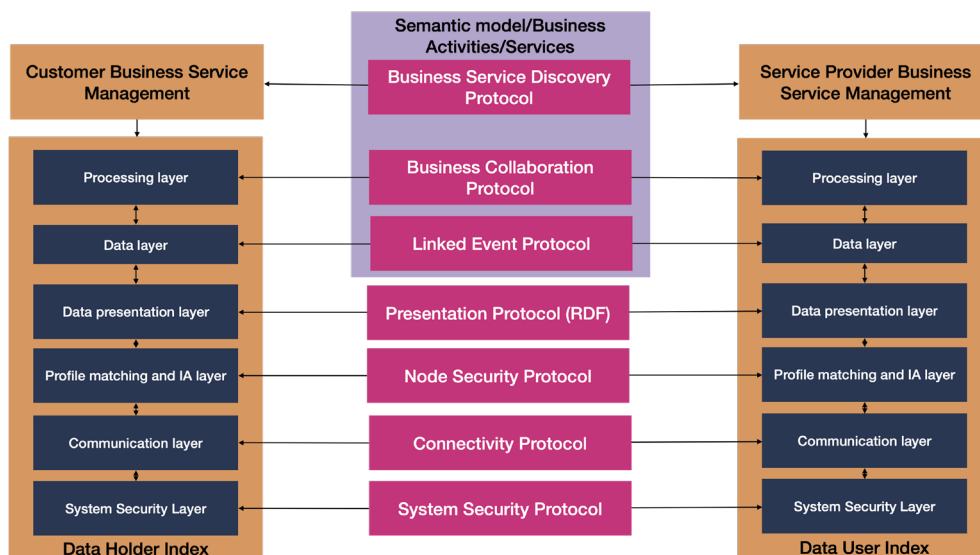 Semantic model/Business
Activities/Services
Customer Business Service
Management
Business Service Discovery
Protocol
Service Provider Business
Service Management
Processing layer
Business Collaboration
Protocol
Processing layer
Data layer
Linked Event Protocol
Data layer
Data presentation layer
Presentation Protocol (RDF)
Data presentation layer
Profile matching and IA layer
Node Security Protocol
Profile matching and IA layer
Communication layer
Connectivity Protocol
Communication layer
System Security Layer
System Security Protocol
System Security Layer
Data Holder Index
Data User Index